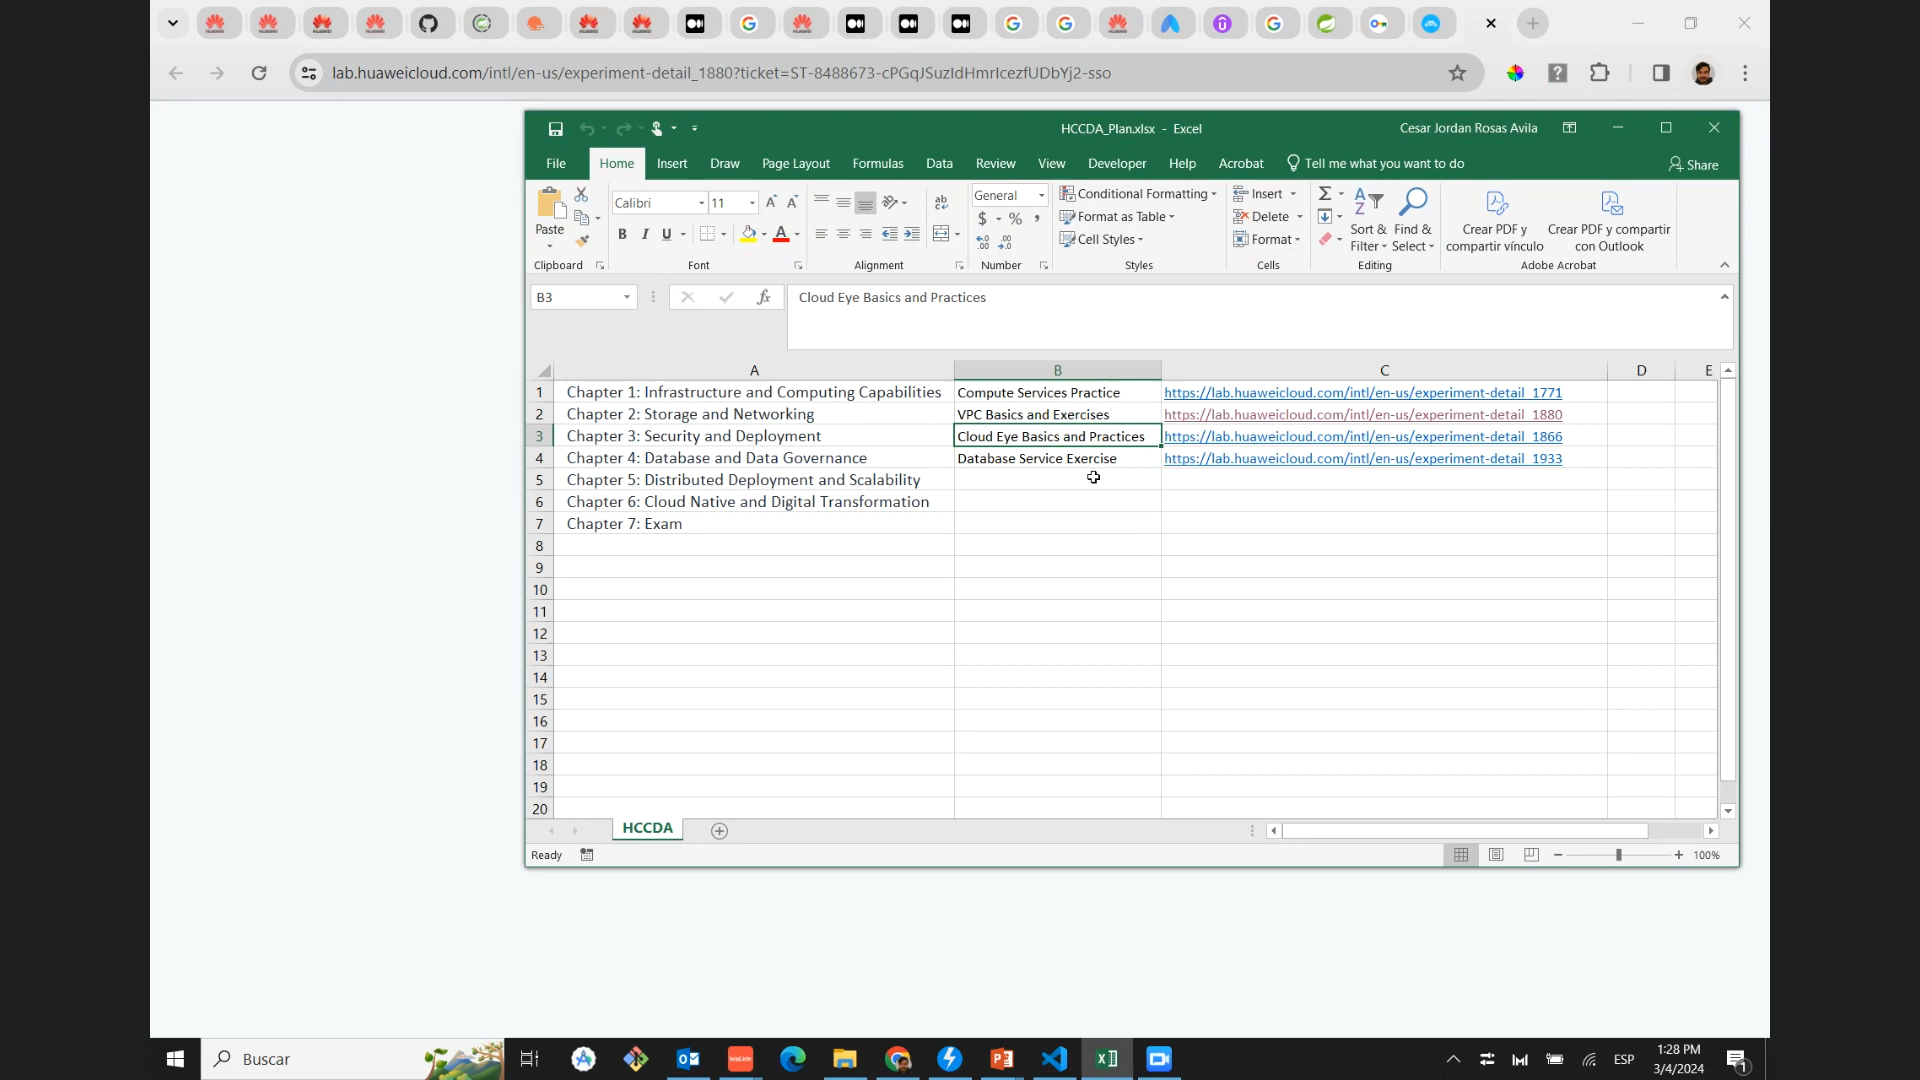 lab.huaweicloud.com/intl/en-us/experiment-detail_1880?ticket=ST-8488673-cPGqJSuzIdHmrIcezfUDbYj2-sso
HCCDA_Plan.xlsx - Excel
Cesar Jordan Rosas Avila
File Home Insert Draw Page Layout Formulas Data Review View Developer Help Acrobat Tell me what you want to do Share
Paste
Calibri 11
B I U
General
$ %
Conditional Formatting
Format as Table
Cell Styles
Insert
Delete
Format
Sort & Filter
Find & Select
Crear PDF y compartir vínculo
Crear PDF y compartir con Outlook
Clipboard Font Alignment Number Styles Cells Editing Adobe Acrobat
B3 fx Cloud Eye Basics and Practices
A B C D E
1 Chapter 1: Infrastructure and Computing Capabilities Compute Services Practice https://lab.huaweicloud.com/intl/en-us/experiment-detail_1771
2 Chapter 2: Storage and Networking VPC Basics and Exercises https://lab.huaweicloud.com/intl/en-us/experiment-detail_1880
3 Chapter 3: Security and Deployment Cloud Eye Basics and Practices https://lab.huaweicloud.com/intl/en-us/experiment-detail_1866
4 Chapter 4: Database and Data Governance Database Service Exercise https://lab.huaweicloud.com/intl/en-us/experiment-detail_1933
5 Chapter 5: Distributed Deployment and Scalability
6 Chapter 6: Cloud Native and Digital Transformation
7 Chapter 7: Exam
8
9
10
11
12
13
14
15
16
17
18
19
20
HCCDA
Ready
100%
Buscar
ESP
1:28 PM
3/4/2024
1